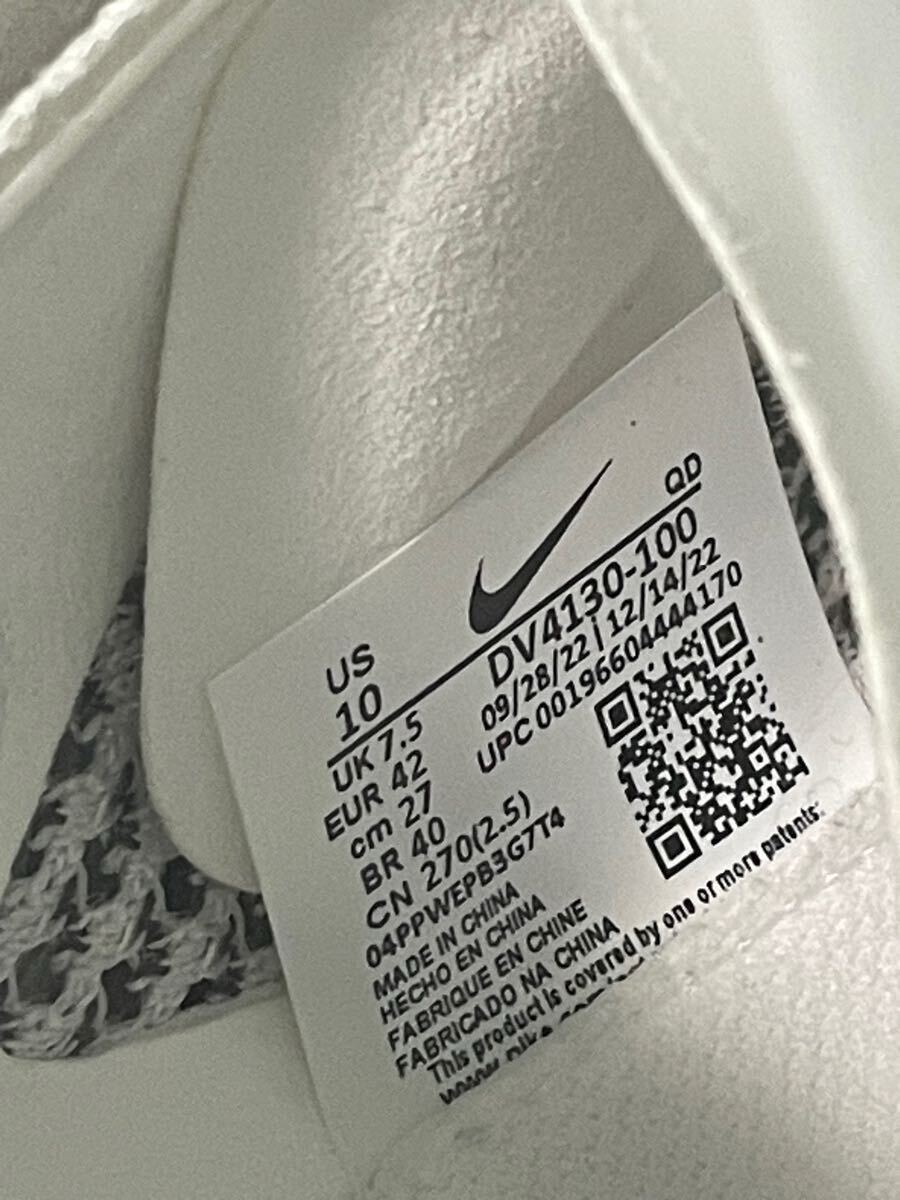 QD
US
10
DV4130-100
09/28/22 | 12/14/22
UPC 00196604444170
UK 7.5
EUR 42
cm 27
BR 40
CN 270(2.5)
04PPWEPB3G7T4
MADE IN CHINA
HECHO EN CHINA
FABRIQUE EN CHINE
FABRICADO NA CHINA
This product is covered by one or more patents: